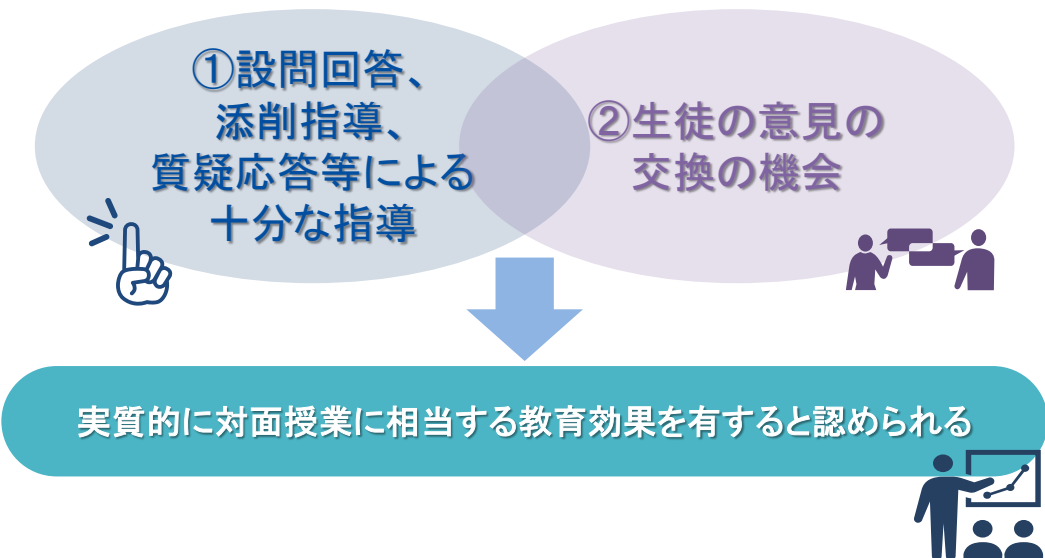 ①設問回答、
添削指導、
質疑応答等による
十分な指導
②生徒の意見の
交換の機会
実質的に対面授業に相当する教育効果を有すると認められる